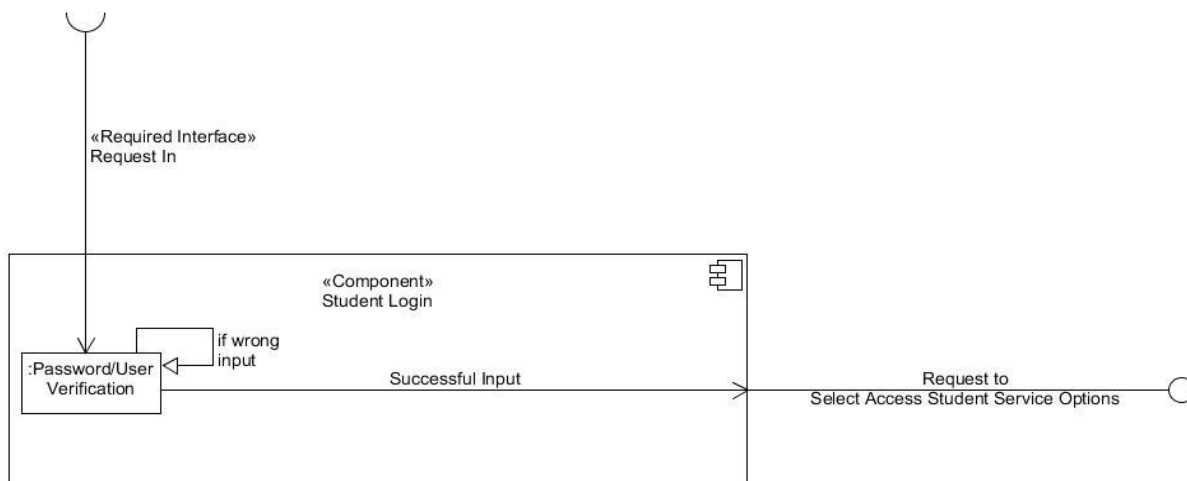 «Required Interface»
Request In
«Component»
Student Login
if wrong
input
:Password/User
Verification
Successful Input
Request to
Select Access Student Service Options